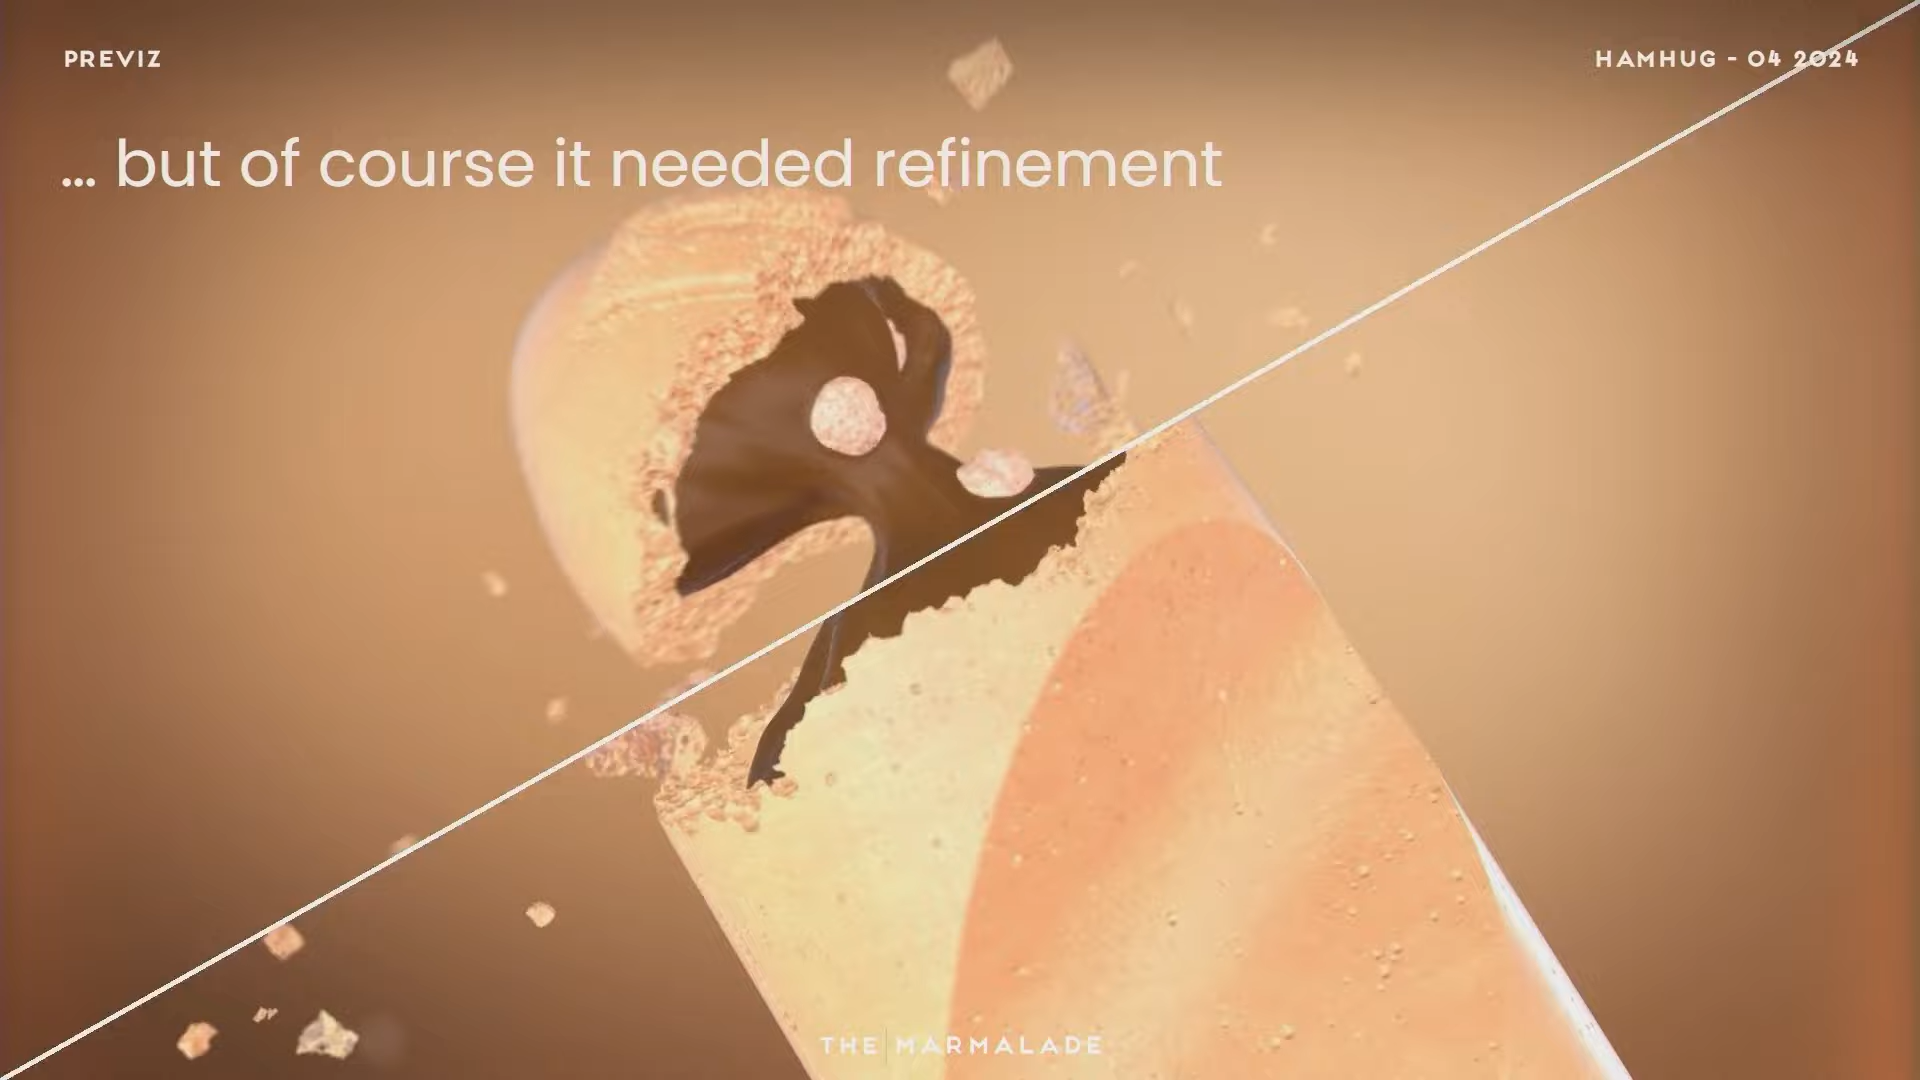 PREVIZ
HAMHUG - 04 2024
... but of course it needed refinement
THE MARMALADE